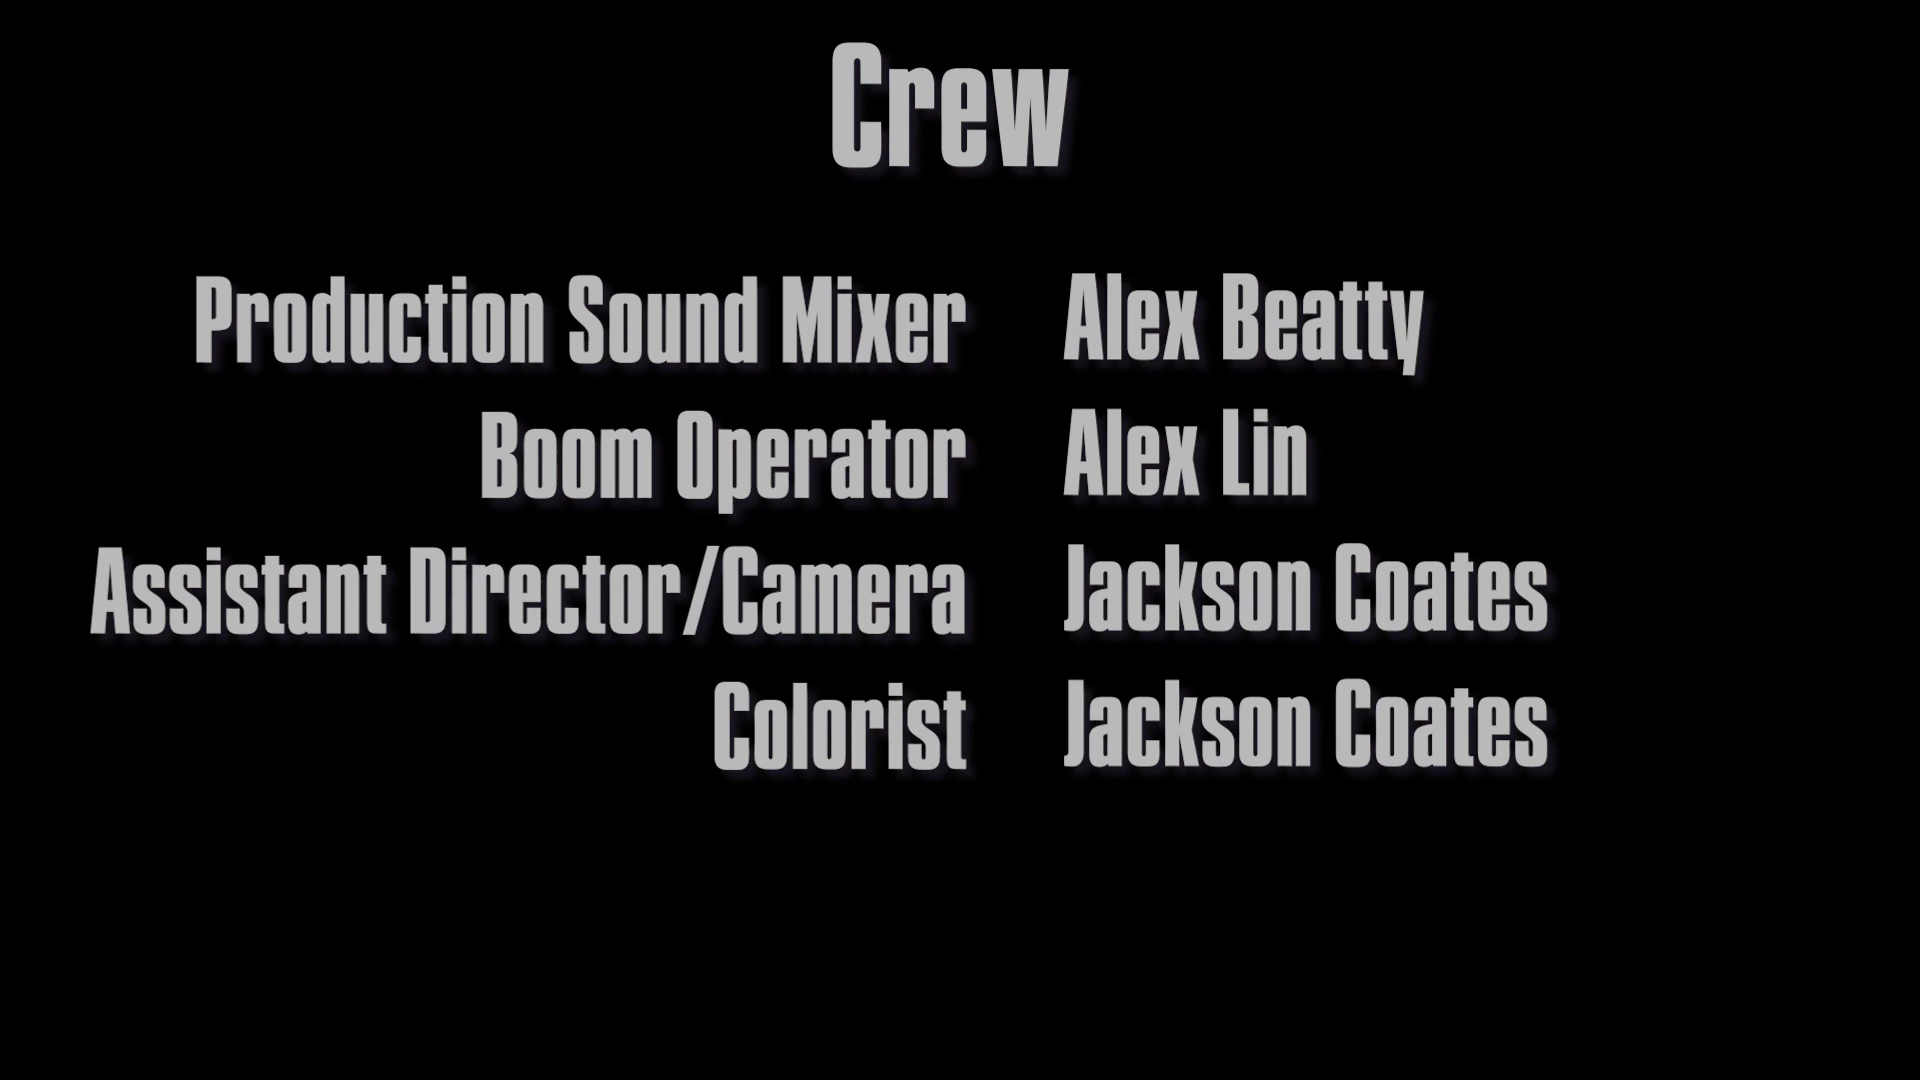 Crew
Production Sound Mixer Alex Beatty
Boom Operator Alex Lin
Assistant Director/Camera Jackson Coates
Colorist Jackson Coates